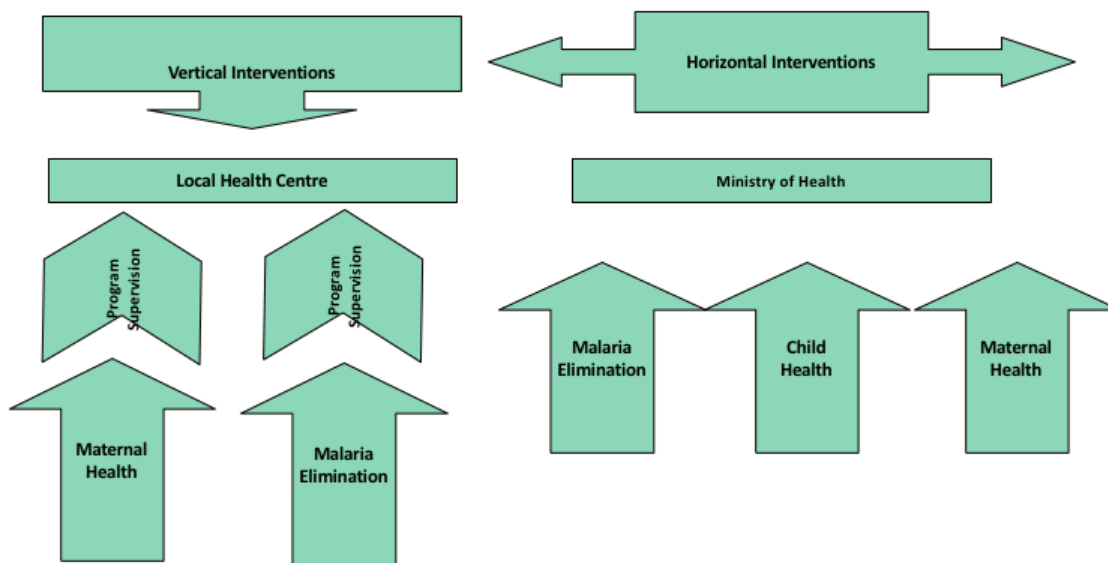 Vertical Interventions
Horizontal Interventions
Local Health Centre
Ministry of Health
Program
Supervision
Program
Supervision
Malaria
Elimination
Child
Health
Maternal
Health
Maternal
Health
Malaria
Elimination